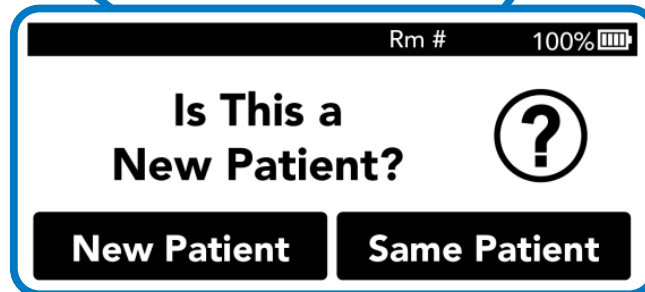 Rm # 100%
Is This a
New Patient?
?
New Patient Same Patient